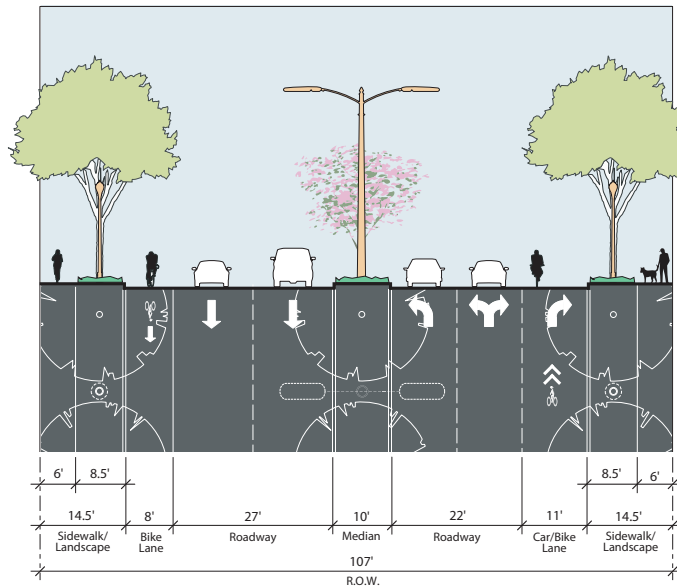 6' 8.5' 8.5' 6'
14.5' 8' 27' 10' 22' 11' 14.5'
Sidewalk/ Bike Roadway Median Roadway Car/Bike Sidewalk/
Landscape Lane Lane Landscape
107'
R.O.W.